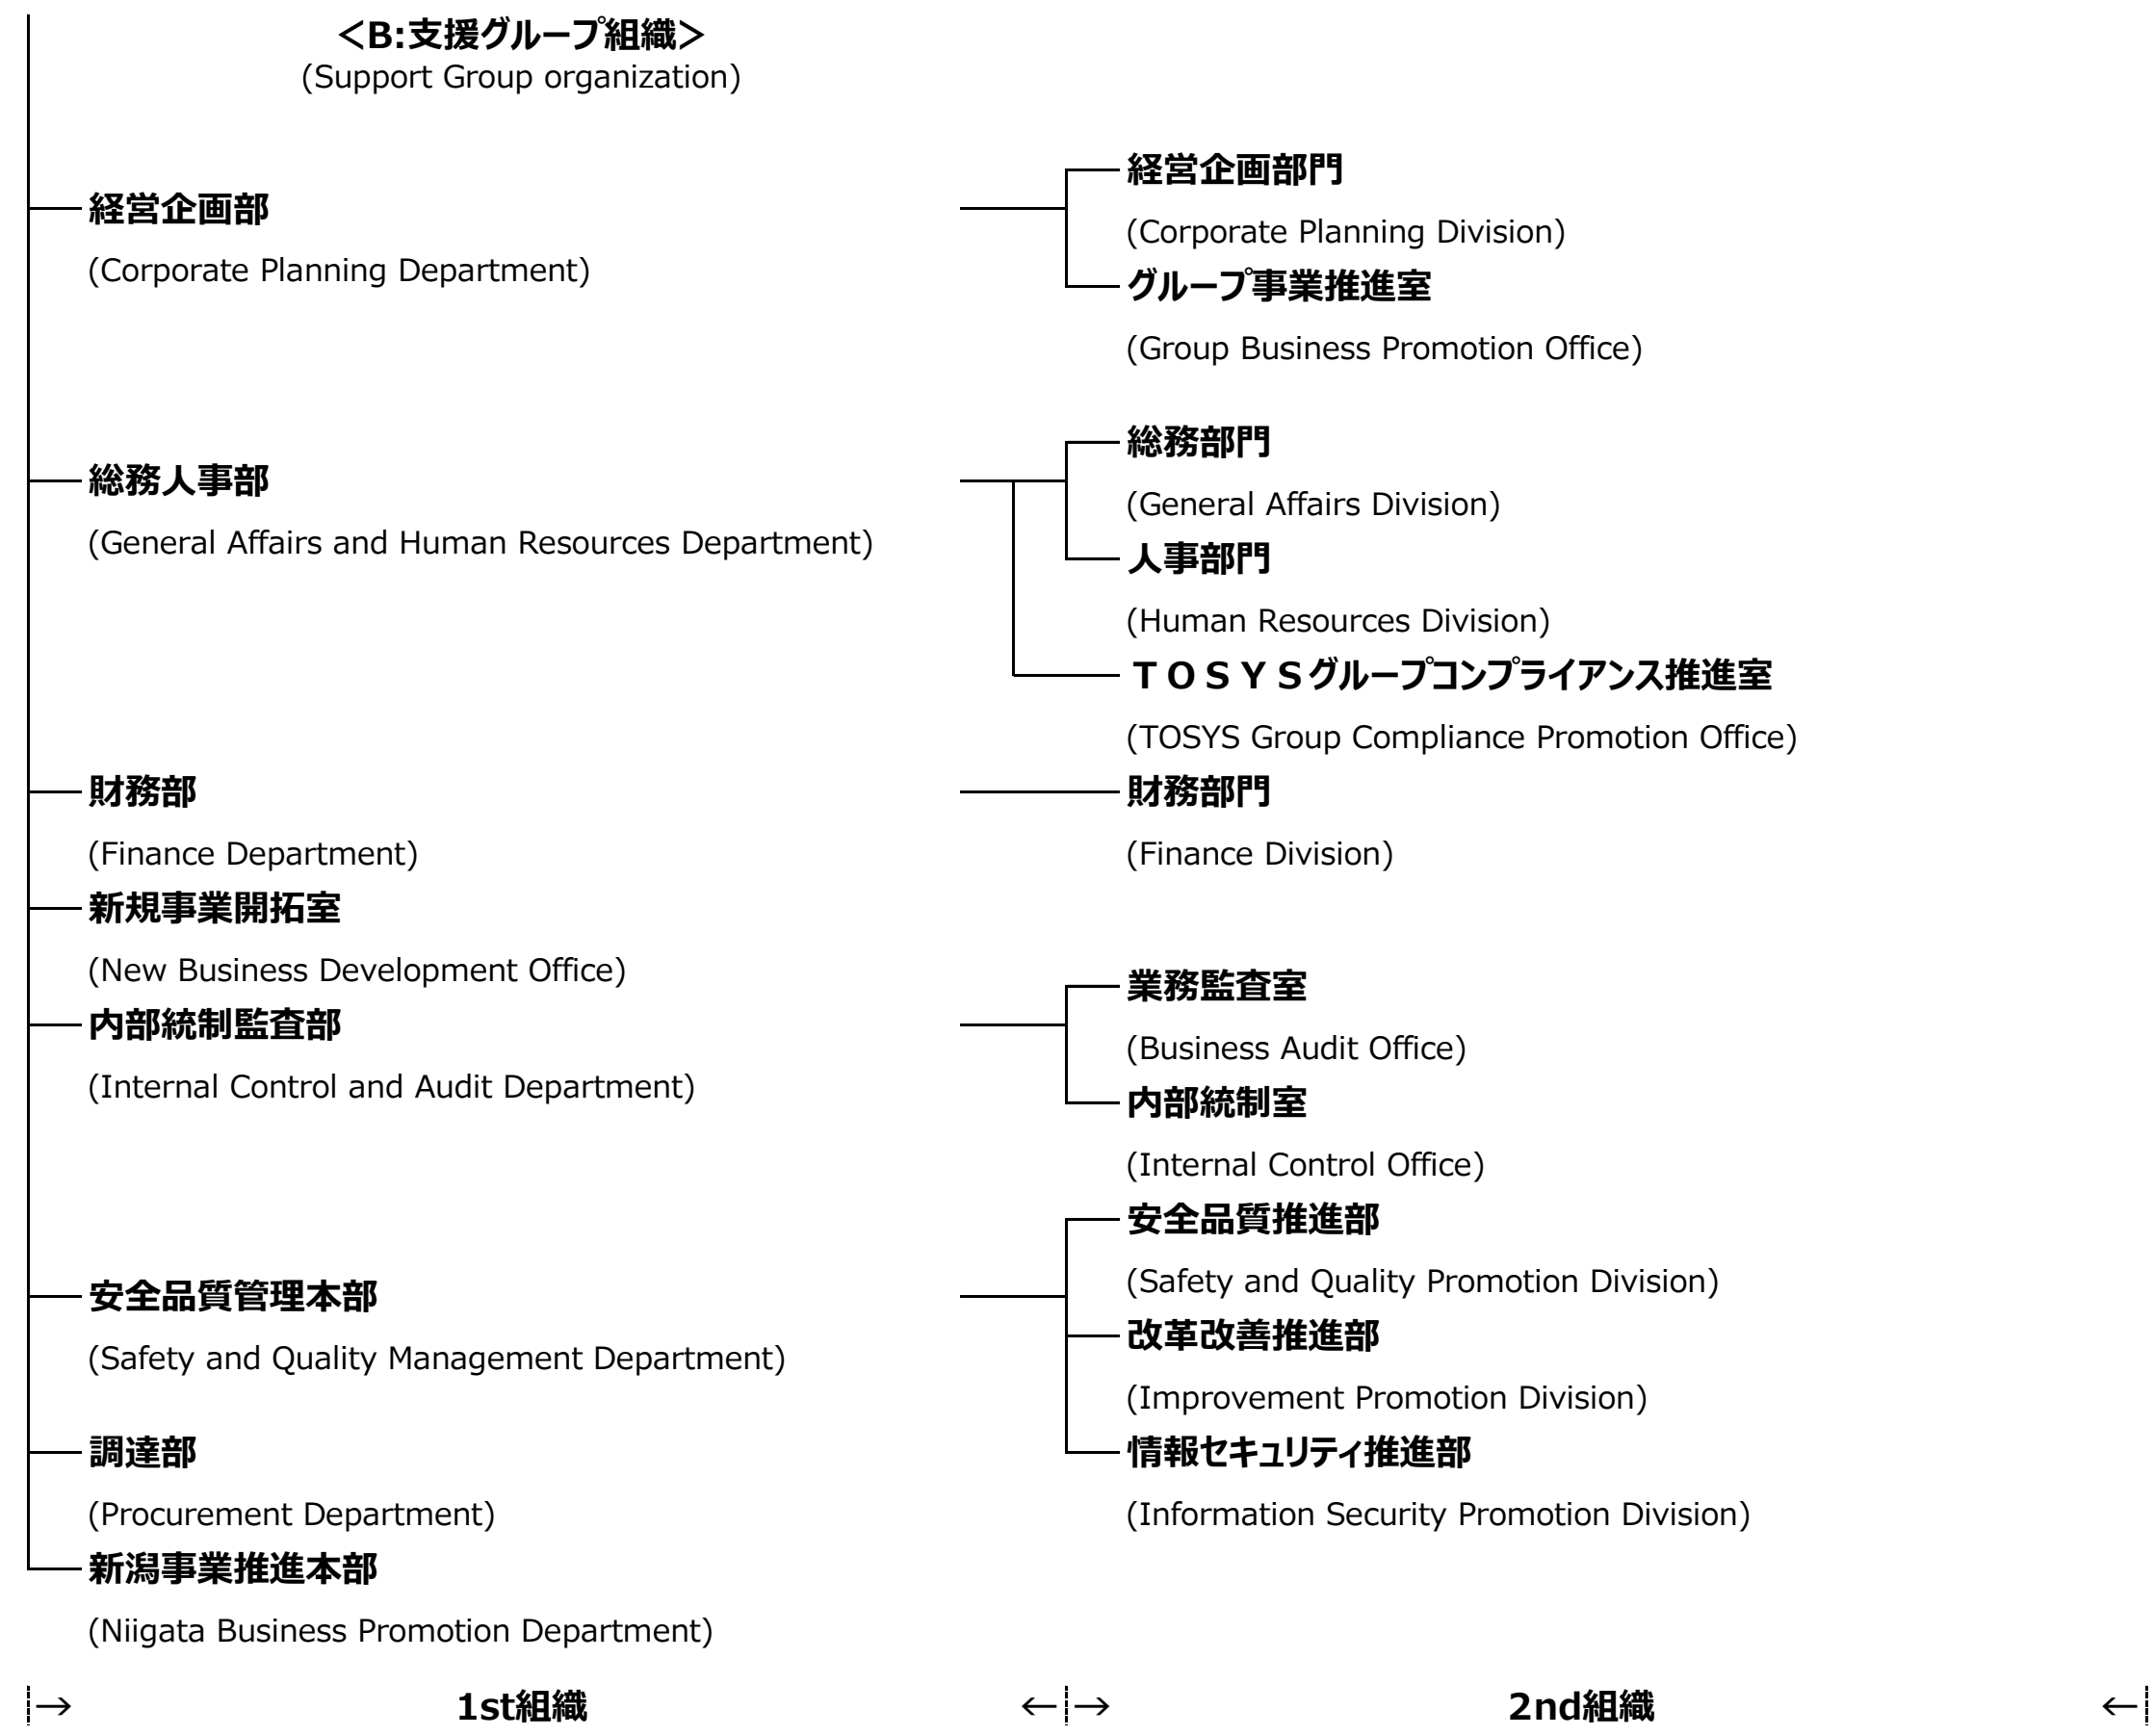 ＜B:支援グループ組織＞
(Support Group organization)
経営企画部門
経営企画部
(Corporate Planning Division)
(Corporate Planning Department)
グループ事業推進室
(Group Business Promotion Office)
総務部門
総務人事部
(General Affairs Division)
(General Affairs and Human Resources Department)
人事部門
(Human Resources Division)
ＴＯＳＹＳグループコンプライアンス推進室
(TOSYS Group Compliance Promotion Office)
財務部
財務部門
(Finance Department)
(Finance Division)
新規事業開拓室
(New Business Development Office)
業務監査室
内部統制監査部
(Business Audit Office)
(Internal Control and Audit Department)
内部統制室
(Internal Control Office)
安全品質推進部
(Safety and Quality Promotion Division)
安全品質管理本部
改革改善推進部
(Safety and Quality Management Department)
(Improvement Promotion Division)
調達部
情報セキュリティ推進部
(Procurement Department)
(Information Security Promotion Division)
新潟事業推進本部
(Niigata Business Promotion Department)
→ 1st組織 ← → 2nd組織 ←